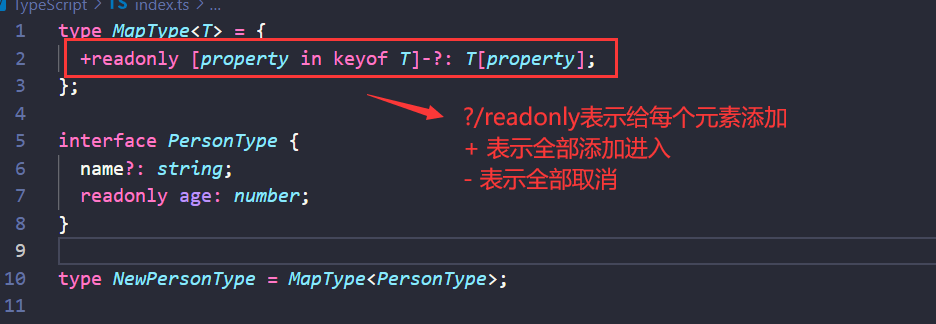 TypeScript > TS index.ts > ...
1 type MapType<T> = {
2 +readonly [property in keyof T]-?: T[property];
3 };
4
?/readonly表示给每个元素添加
5 interface PersonType {
+ 表示全部添加进入
6 name?: string;
- 表示全部取消
7 readonly age: number;
8 }
9
10 type NewPersonType = MapType<PersonType>;
11